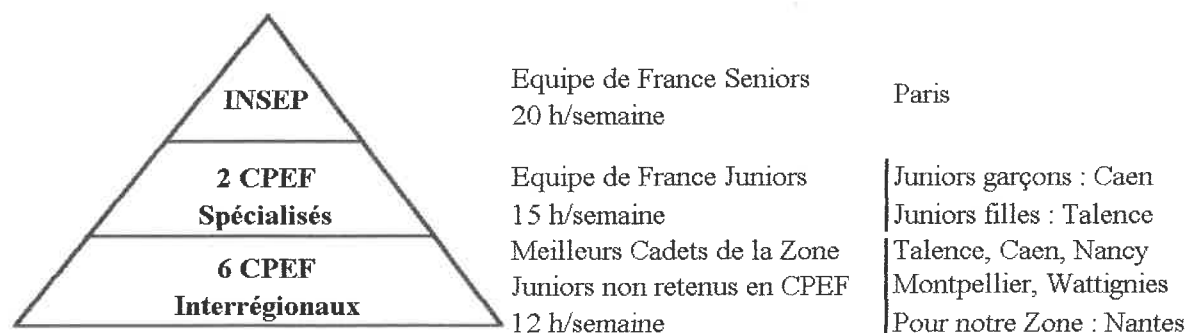 INSEP
Equipe de France Seniors
20 h/semaine
Paris
2 CPEF
Spécialisés
Equipe de France Juniors
15 h/semaine
Juniors garçons : Caen
Juniors filles : Talence
6 CPEF
Interrégionaux
Meilleurs Cadets de la Zone
Juniors non retenus en CPEF
12 h/semaine
Talence, Caen, Nancy
Montpellier, Wattignies
Pour notre Zone : Nantes